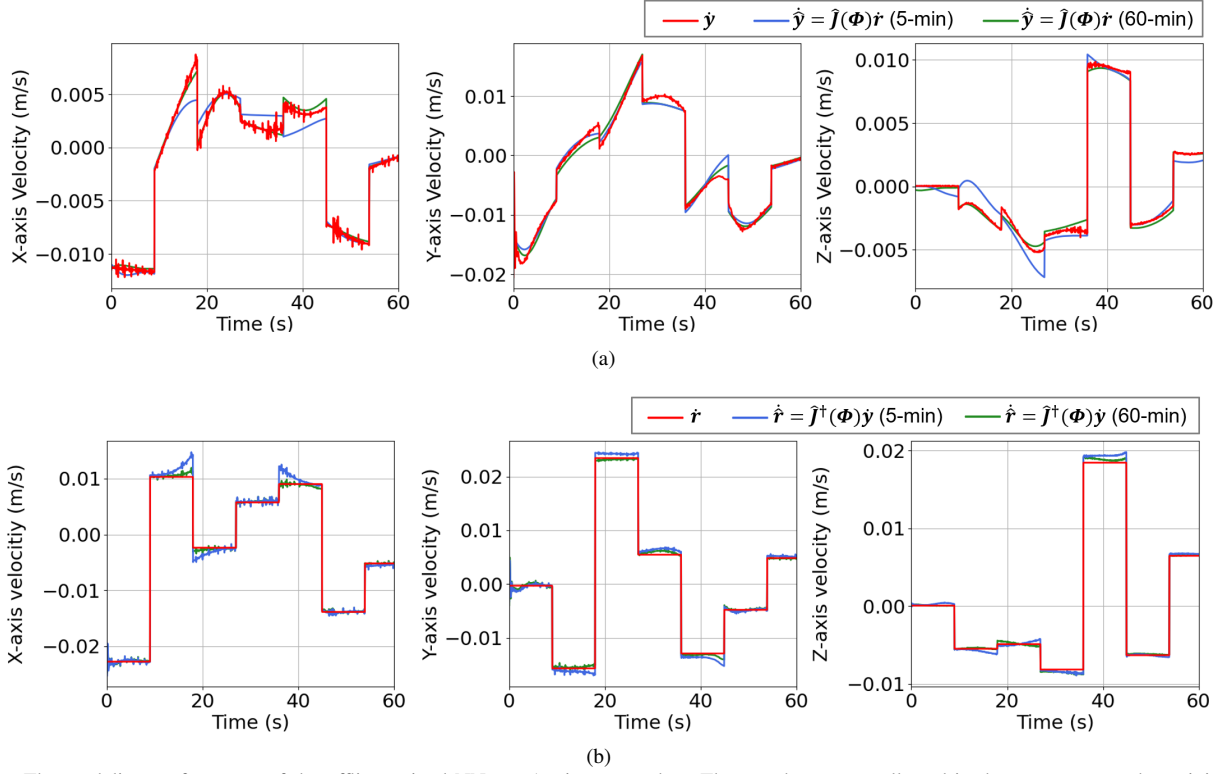 ẏ ŷ̇ = Ĵ(Φ)ṙ (5-min) ŷ̇ = Ĵ(Φ)ṙ (60-min)
X-axis Velocity (m/s)
0.005
0.000
−0.005
−0.010
0 20 40 60
Time (s)
Y-axis Velocity (m/s)
0.01
0.00
−0.01
−0.02
0 20 40 60
Time (s)
Z-axis Velocity (m/s)
0.010
0.005
0.000
−0.005
0 20 40 60
Time (s)
(a)
ṙ r̂̇ = Ĵ†(Φ)ẏ (5-min) r̂̇ = Ĵ†(Φ)ẏ (60-min)
X-axis velocitiy (m/s)
0.01
0.00
−0.01
−0.02
0 20 40 60
Time (s)
Y-axis velocity (m/s)
0.02
0.01
0.00
−0.01
0 20 40 60
Time (s)
Z-axis velocity (m/s)
0.02
0.01
0.00
−0.01
0 20 40 60
Time (s)
(b)